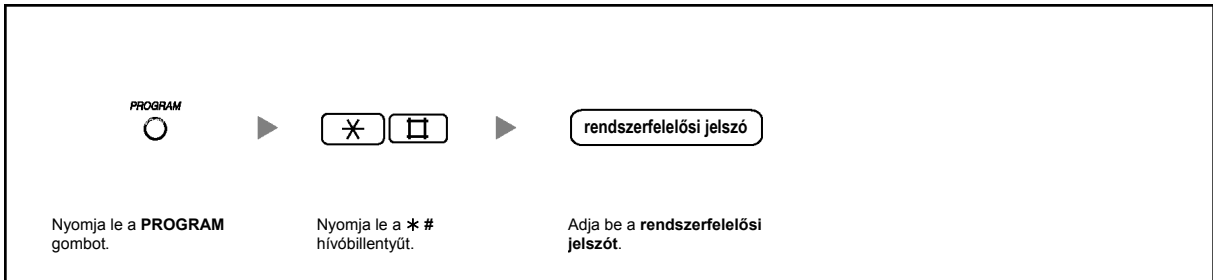 PROGRAM
* #
rendszerfelelősi jelszó
Nyomja le a PROGRAM
gombot.
Nyomja le a * #
hívóbillentyűt.
Adja be a rendszerfelelősi
jelszót.